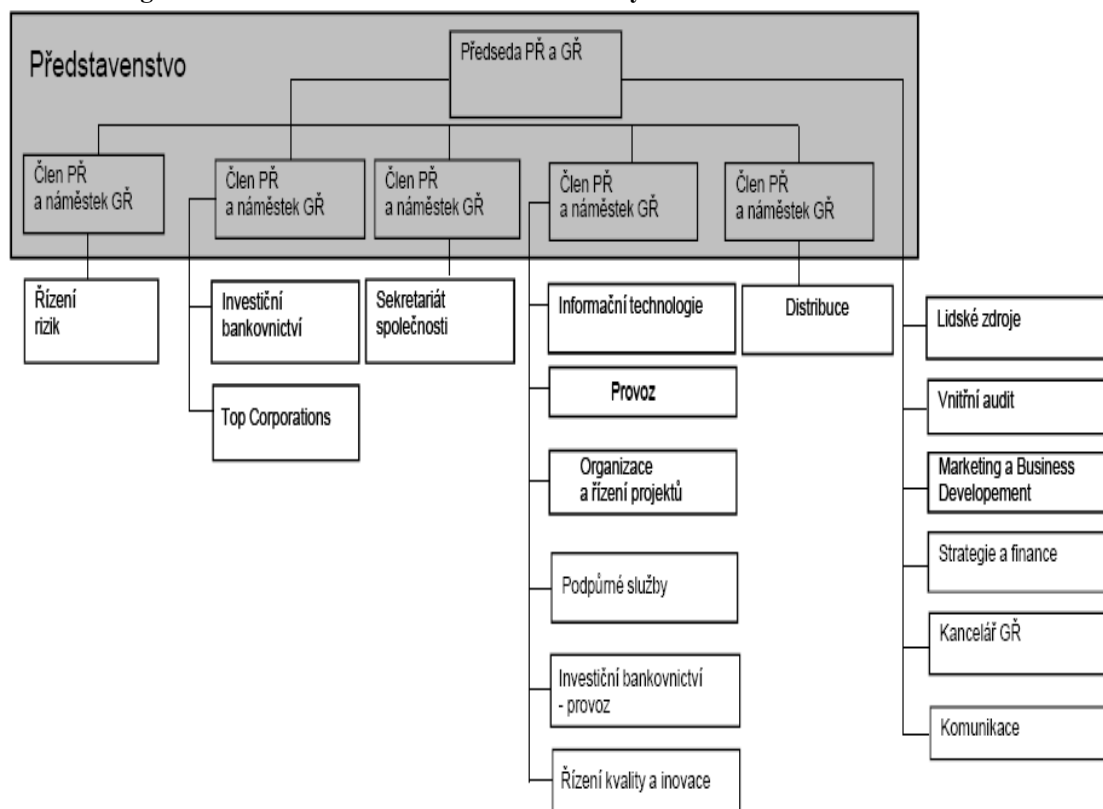 Představenstvo
Předseda PŘ a GŘ
Člen PŘ
a náměstek GŘ
Člen PŘ
a náměstek GŘ
Člen PŘ
a náměstek GŘ
Člen PŘ
a náměstek GŘ
Člen PŘ
a náměstek GŘ
Řízení
rizik
Investiční
bankovnictví
Top Corporations
Sekretariát
společnosti
Informační technologie
Provoz
Organizace
a řízení projektů
Podpůrné služby
Investiční bankovnictví
- provoz
Řízení kvality a inovace
Distribuce
Lidské zdroje
Vnitřní audit
Marketing a Business
Developement
Strategie a finance
Kancelář GŘ
Komunikace